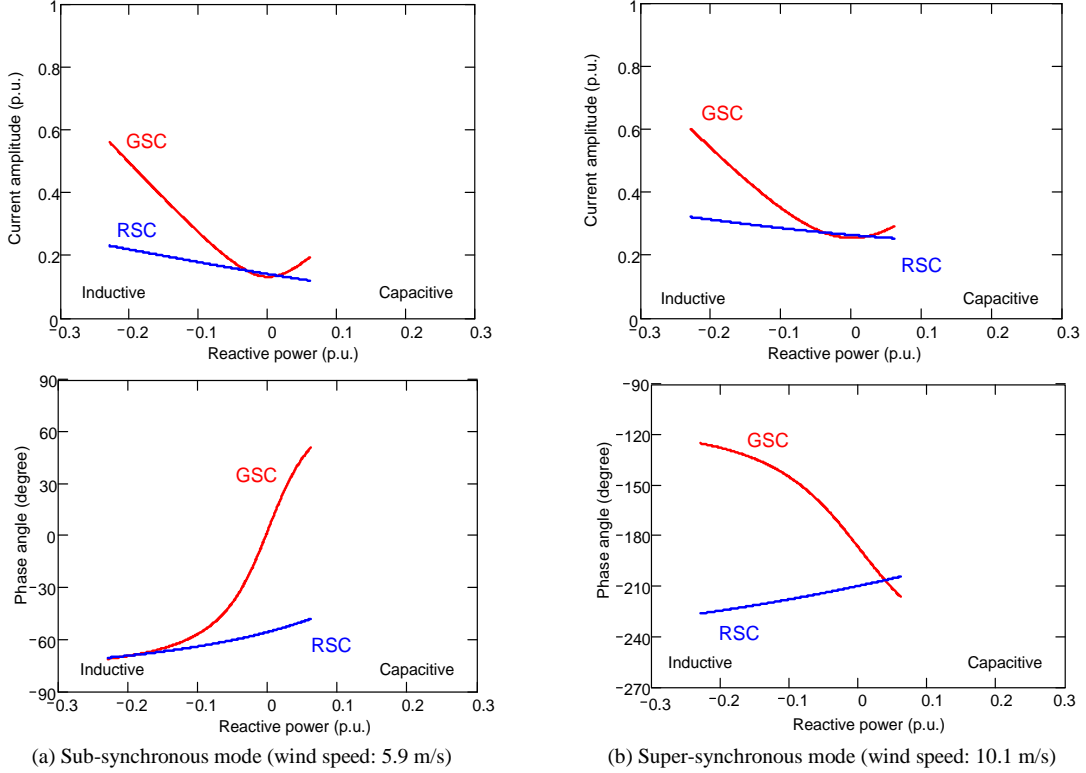 1
0.8
0.6
0.4
0.2
0
Current amplitude (p.u.)
GSC
RSC
Inductive
Capacitive
−0.3
−0.2
−0.1
0
0.1
0.2
0.3
Reactive power (p.u.)
1
0.8
0.6
0.4
0.2
0
Current amplitude (p.u.)
GSC
RSC
Inductive
Capacitive
−0.3
−0.2
−0.1
0
0.1
0.2
0.3
Reactive power (p.u.)
90
60
30
0
−30
−60
−90
Phase angle (degree)
GSC
RSC
Inductive
Capacitive
−0.3
−0.2
−0.1
0
0.1
0.2
0.3
Reactive power (p.u.)
−90
−120
−150
−180
−210
−240
−270
Phase angle (degree)
GSC
RSC
Inductive
Capacitive
−0.3
−0.2
−0.1
0
0.1
0.2
0.3
Reactive power (p.u.)
(a) Sub-synchronous mode (wind speed: 5.9 m/s)
(b) Super-synchronous mode (wind speed: 10.1 m/s)